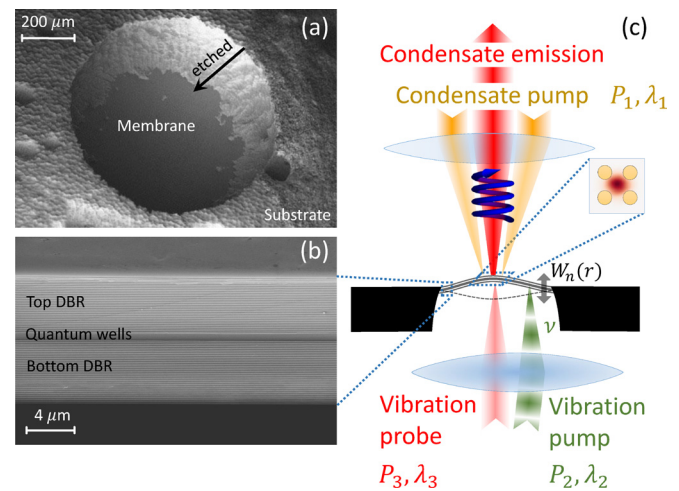 200 μm
(a)
etched
Membrane
Substrate
(b)
Top DBR
Quantum wells
Bottom DBR
4 μm
(c)
Condensate emission
Condensate pump P₁, λ₁
Wₙ(r)
ν
Vibration
probe
P₃, λ₃
Vibration
pump
P₂, λ₂